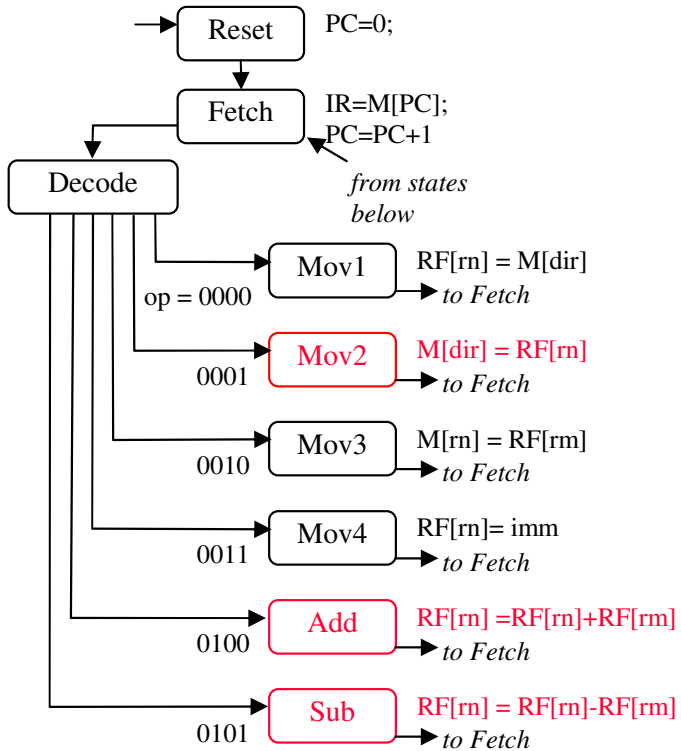 Reset
PC=0;
Fetch
IR=M[PC];
PC=PC+1
Decode
from states
below
Mov1
RF[rn] = M[dir]
op = 0000
to Fetch
Mov2
M[dir] = RF[rn]
0001
to Fetch
Mov3
M[rn] = RF[rm]
0010
to Fetch
Mov4
RF[rn]= imm
0011
to Fetch
Add
RF[rn] =RF[rn]+RF[rm]
0100
to Fetch
Sub
RF[rn] = RF[rn]-RF[rm]
0101
to Fetch